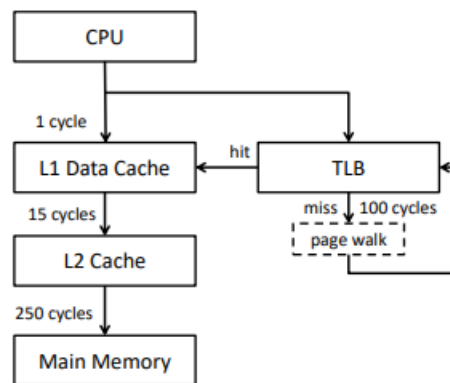 CPU
1 cycle
L1 Data Cache
hit
TLB
15 cycles
miss
100 cycles
page walk
L2 Cache
250 cycles
Main Memory